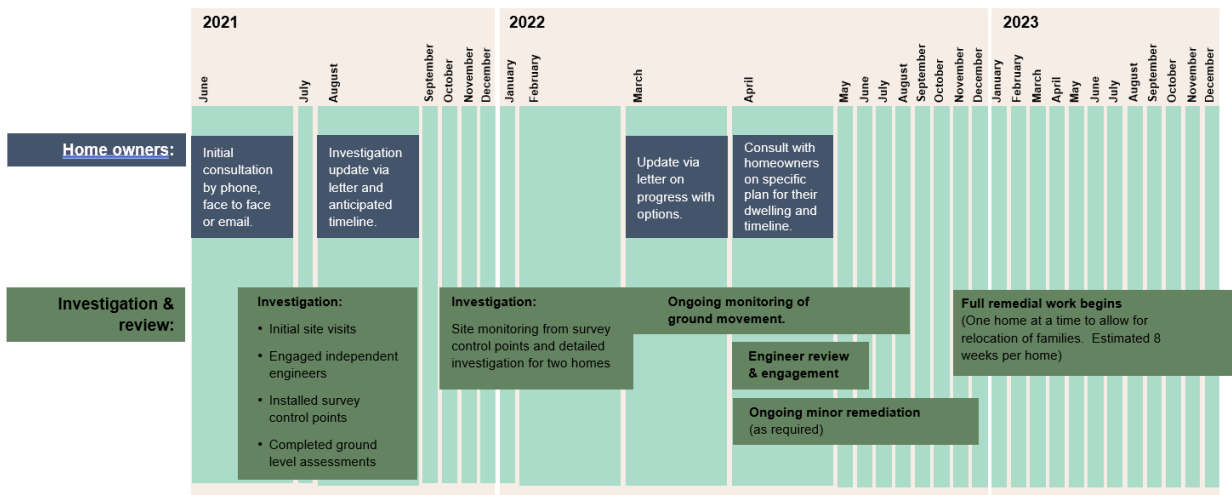 2021
2022
2023
June
July
August
September
October
November
December
January
February
March
April
May
June
July
August
September
October
November
December
January
February
March
April
May
June
July
August
September
October
November
December
Home owners:
Initial
consultation
by phone,
face to face
or email.
Investigation
update via
letter and
anticipated
timeline.
Update via
letter on
progress with
options.
Consult with
homeowners
on specific
plan for their
dwelling and
timeline.
Investigation &
review:
Investigation:
• Initial site visits
• Engaged independent
engineers
• Installed survey
control points
• Completed ground
level assessments
Investigation:
Site monitoring from survey
control points and detailed
investigation for two homes
Ongoing monitoring of
ground movement.
Engineer review
& engagement
Ongoing minor remediation
(as required)
Full remedial work begins
(One home at a time to allow for
relocation of families. Estimated 8
weeks per home)